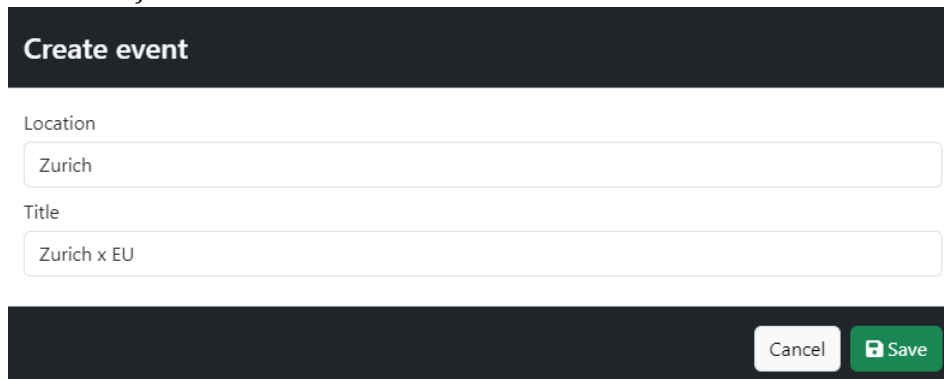 Create event
Location
Zurich
Title
Zurich x EU
Cancel Save